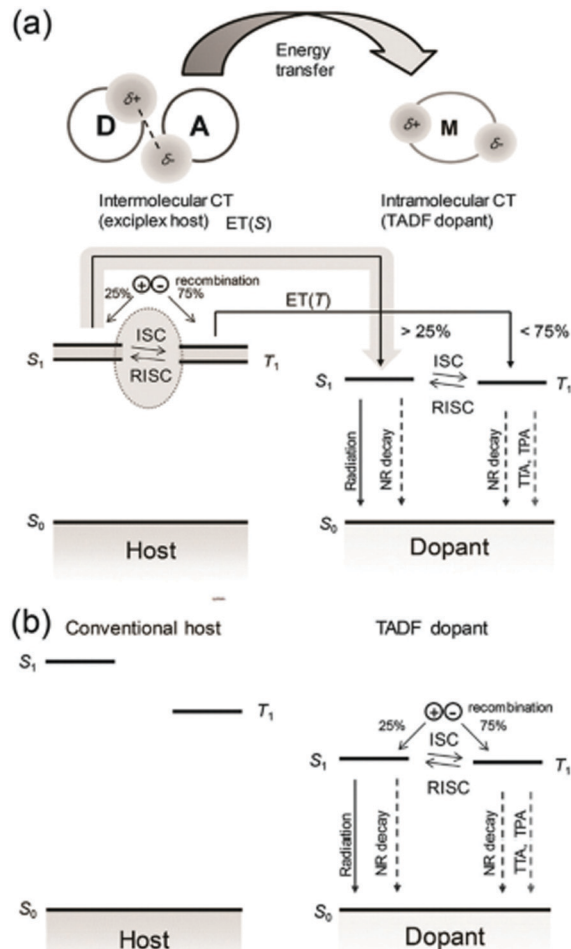 (a)
Energy
transfer
δ+
D
A
δ-
δ+
M
δ-
Intermolecular CT
(exciplex host)
ET(S)
Intramolecular CT
(TADF dopant)
+ - recombination
25% 75%
ET(T)
> 25%
< 75%
ISC
RISC
S1
T1
S1
ISC
RISC
T1
Radiation
NR decay
NR decay
TTA, TPA
S0
Host
S0
Dopant
(b)
Conventional host
TADF dopant
S1
T1
+ - recombination
25% 75%
ISC
RISC
S1
T1
Radiation
NR decay
NR decay
TTA, TPA
S0
Host
S0
Dopant